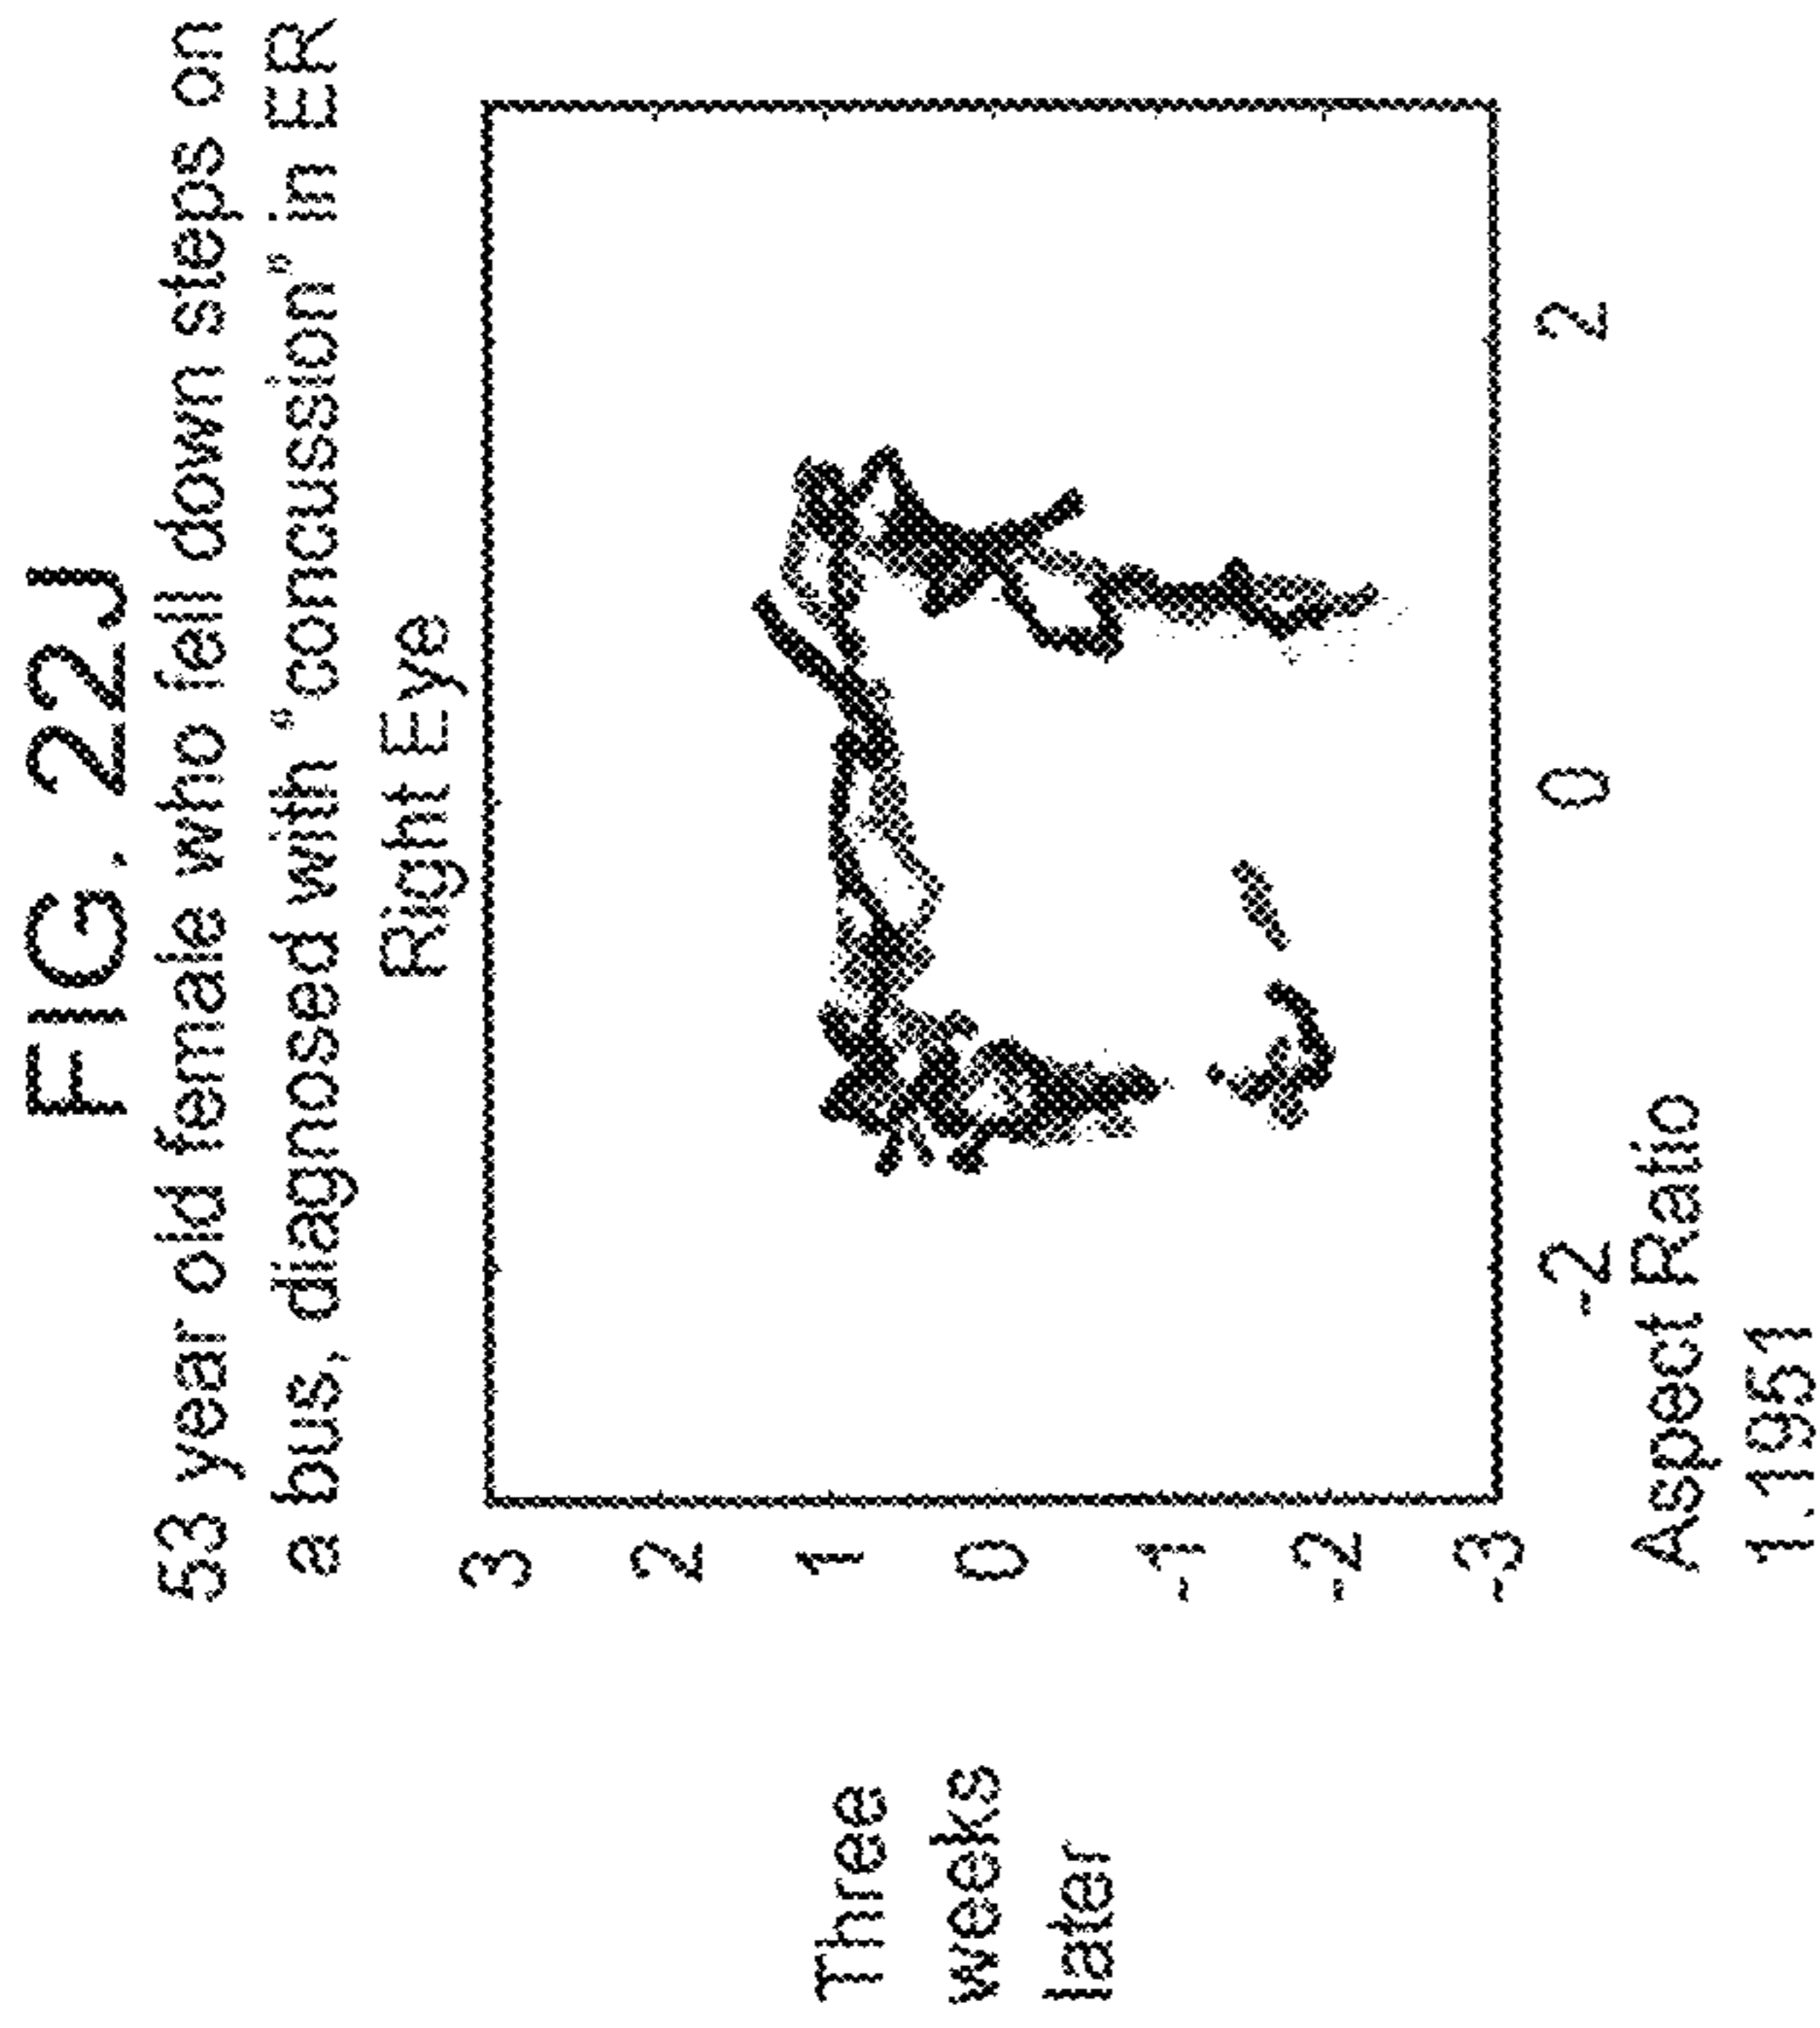 FIG. 22J
53 year old female who fell down steps on
a bus, diagnosed with "concussion" in ER
Right Eye
Three
weeks
later
3
2
1
0
-1
-2
-3
-2
0
2
Aspect Ratio
1.1951